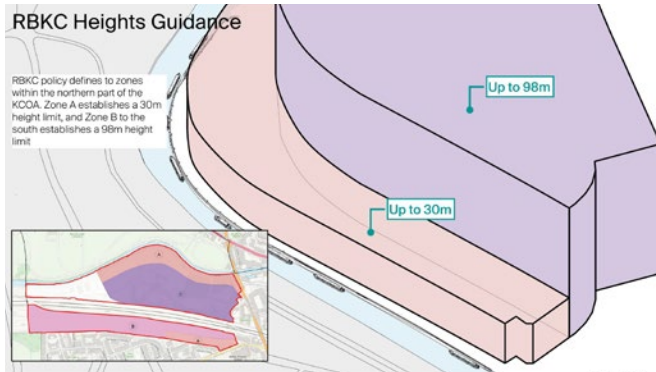 RBKC Heights Guidance
RBKC policy defines to zones
within the northern part of the
KCOA. Zone A establishes a 30m
height limit, and Zone B to the
south establishes a 98m height
limit
Up to 98m
Up to 30m
A
B